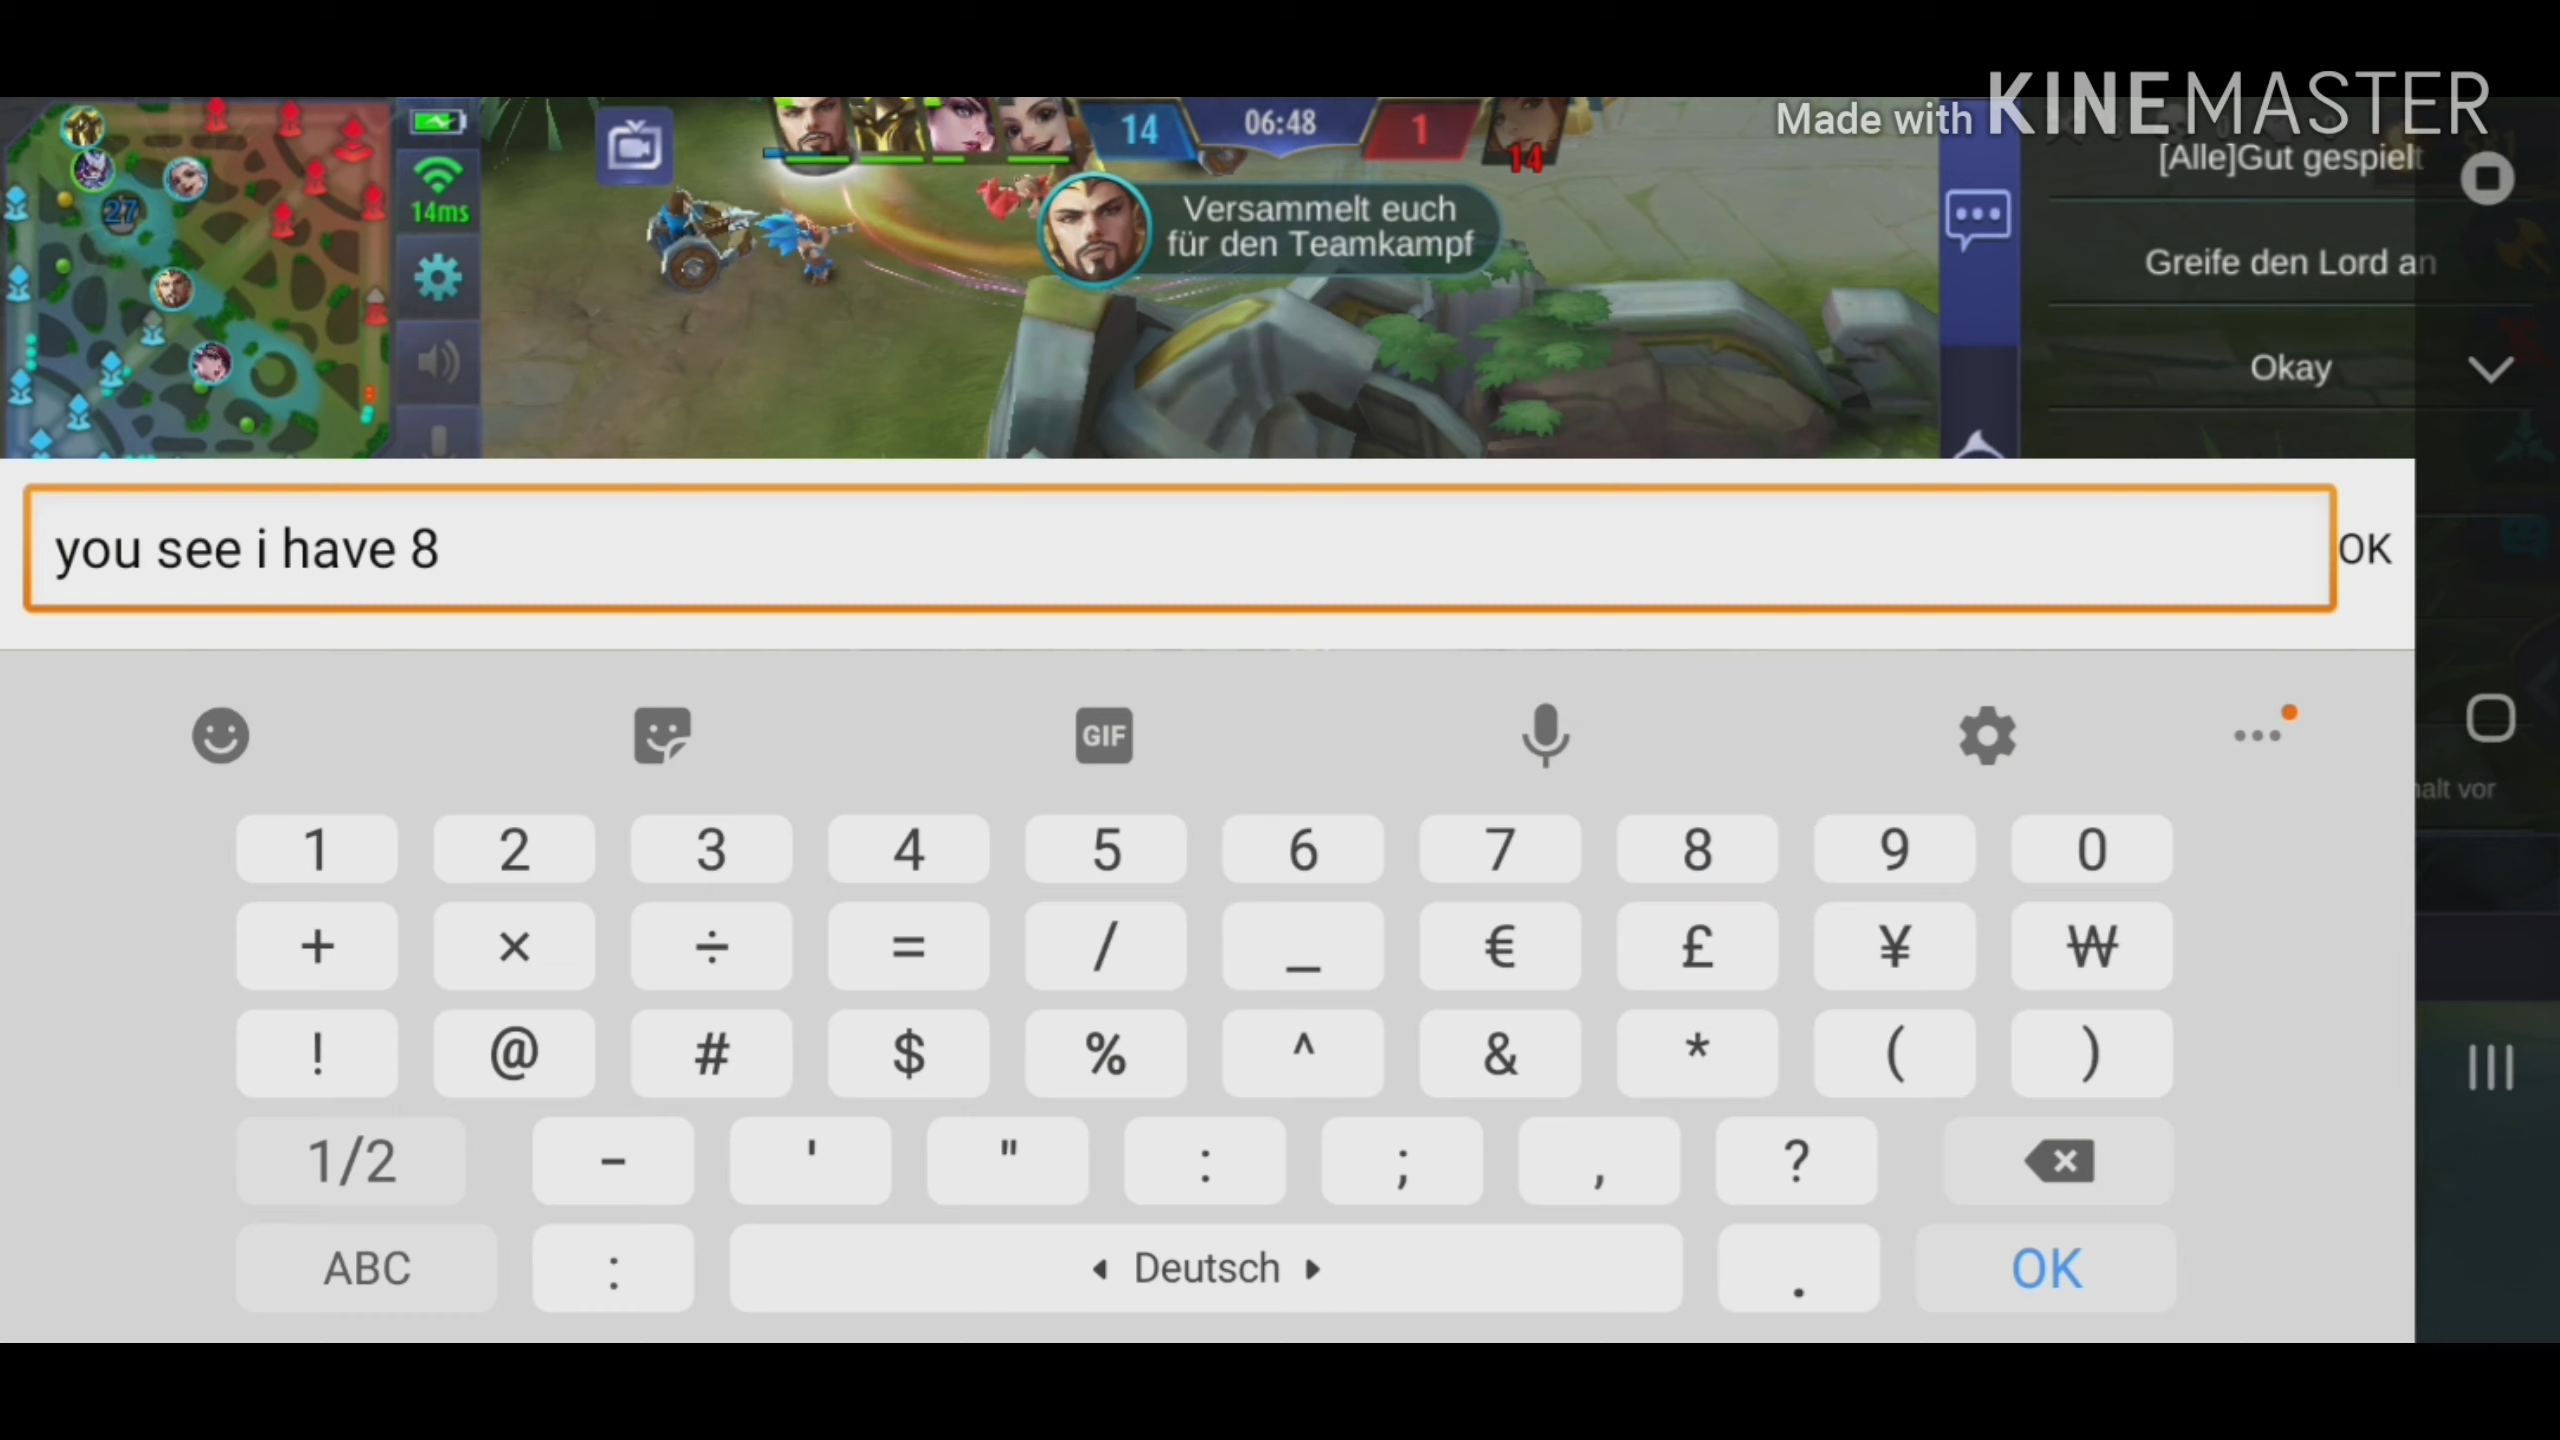 Made with KINEMASTER
14 06:48 1
14
27
14ms
Versammelt euch
für den Teamkampf
[Alle]Gut gespielt
Greife den Lord an
Okay
you see i have 8
OK
GIF
halt vor
1 2 3 4 5 6 7 8 9 0
+ × ÷ = / _ € £ ¥ ₩
! @ # $ % ^ & * ( )
1/2 - ' " : ; , ?
ABC : Deutsch . OK